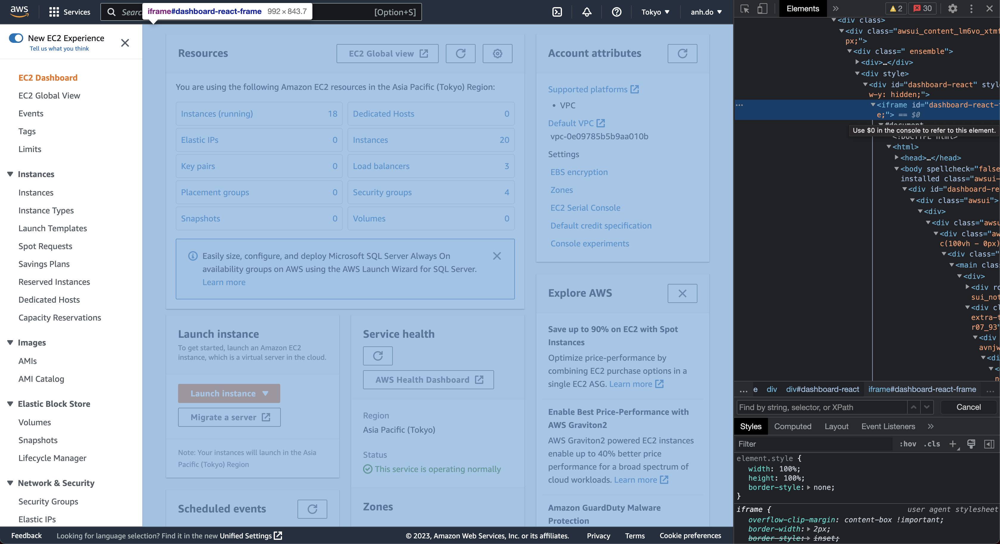 aws
Services
Searc
[Option+S]
iframe#dashboard-react-frame 992 × 843.7
Tokyo ▼
anh.do ▼
New EC2 Experience
Tell us what you think
EC2 Dashboard
EC2 Global View
Events
Tags
Limits
Instances
Instances
Instance Types
Launch Templates
Spot Requests
Savings Plans
Reserved Instances
Dedicated Hosts
Capacity Reservations
Images
AMIs
AMI Catalog
Elastic Block Store
Volumes
Snapshots
Lifecycle Manager
Network & Security
Security Groups
Elastic IPs
Resources
EC2 Global view
You are using the following Amazon EC2 resources in the Asia Pacific (Tokyo) Region:
Instances (running) 18
Dedicated Hosts 0
Elastic IPs 0
Instances 20
Key pairs 0
Load balancers 3
Placement groups 0
Security groups 4
Snapshots 0
Volumes 0
Easily size, configure, and deploy Microsoft SQL Server Always On
availability groups on AWS using the AWS Launch Wizard for SQL Server.
Learn more
Launch instance
To get started, launch an Amazon EC2
instance, which is a virtual server in the cloud.
Launch instance ▼
Migrate a server
Note: Your instances will launch in the Asia
Pacific (Tokyo) Region
Scheduled events
Service health
AWS Health Dashboard
Region
Asia Pacific (Tokyo)
Status
This service is operating normally
Zones
Account attributes
Supported platforms
• VPC
Default VPC
vpc-0e09785b5b9aa010b
Settings
EBS encryption
Zones
EC2 Serial Console
Default credit specification
Console experiments
Explore AWS
Save up to 90% on EC2 with Spot
Instances
Optimize price-performance by
combining EC2 purchase options in a
single EC2 ASG. Learn more
Enable Best Price-Performance with
AWS Graviton2
AWS Graviton2 powered EC2 instances
enable up to 40% better price
performance for a broad spectrum of
cloud workloads. Learn more
Amazon GuardDuty Malware
Protection
Feedback
Looking for language selection? Find it in the new Unified Settings
© 2023, Amazon Web Services, Inc. or its affiliates.
Privacy
Terms
Cookie preferences
Elements
2
30
<div class>
<div class="awsui_content_lm6vo_xtmf
px;">
<div class=" ensemble">
<div>…</div>
<div style>
<div id="dashboard-react" styl
w-y: hidden;">
<iframe id="dashboard-react-
e;"> == $0
#document
Use $0 in the console to refer to this element.
<!DOCTYPE html>
<html>
<head>…</head>
<body spellcheck="false
installed class="awsui-
<div id="dashboard-re
<div class="awsui">
<div>
<div class="awsu
<div class="aw
c(100vh - 0px)
<div class="
<main clas
<div>
<div ro
sui_not
<div cl
extra-t
r07_93"
<div
avnjw
<di
<
n-
… e div div#dashboard-react iframe#dashboard-react-frame …
Find by string, selector, or XPath
Cancel
Styles
Computed
Layout
Event Listeners
Filter
:hov .cls
element.style {
width: 100%;
height: 100%;
border-style: none;
}
iframe { user agent stylesheet
overflow-clip-margin: content-box !important;
border-width: 2px;
border-style: inset;